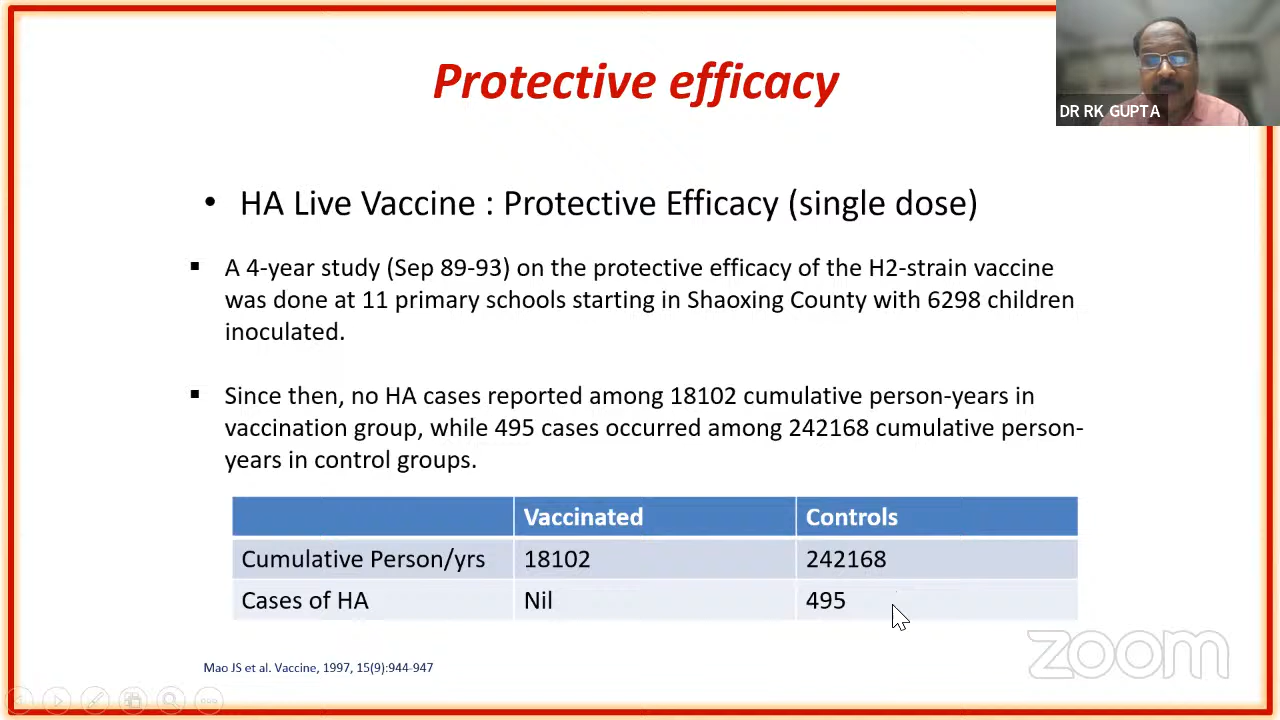 Protective efficacy
DR RK GUPTA
• HA Live Vaccine : Protective Efficacy (single dose)
▪ A 4-year study (Sep 89-93) on the protective efficacy of the H2-strain vaccine
was done at 11 primary schools starting in Shaoxing County with 6298 children
inoculated.
▪ Since then, no HA cases reported among 18102 cumulative person-years in
vaccination group, while 495 cases occurred among 242168 cumulative person-
years in control groups.
Vaccinated Controls
Cumulative Person/yrs 18102 242168
Cases of HA Nil 495
Mao JS et al. Vaccine, 1997, 15(9):944-947
zoom